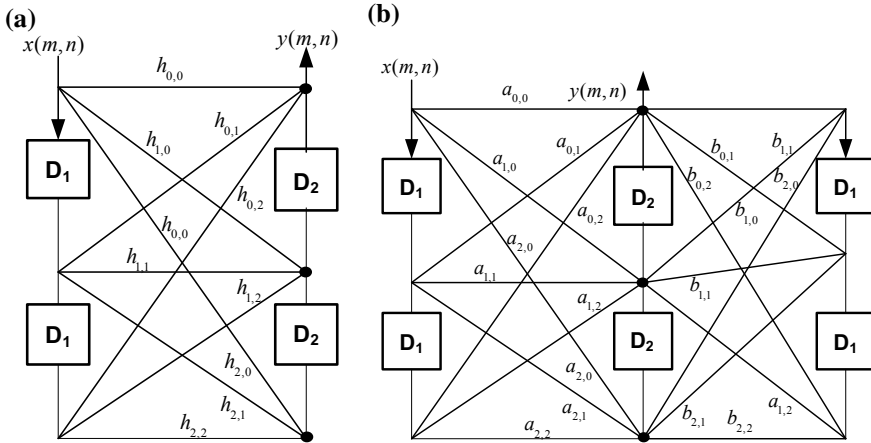 (a)
x(m,n)
y(m,n)
h0,0
h0,1
h1,0
D1
D2
h0,2
h0,0
h1,1
h1,2
D1
D2
h2,0
h2,1
h2,2
(b)
x(m,n)
y(m,n)
a0,0
a0,1
b0,1
b1,1
a1,0
b0,2
b2,0
D1
D2
D1
a0,2
a2,0
b1,0
a1,1
a1,2
b1,1
D1
D2
D1
a2,0
a2,1
a2,2
b2,1
b2,2
a1,2